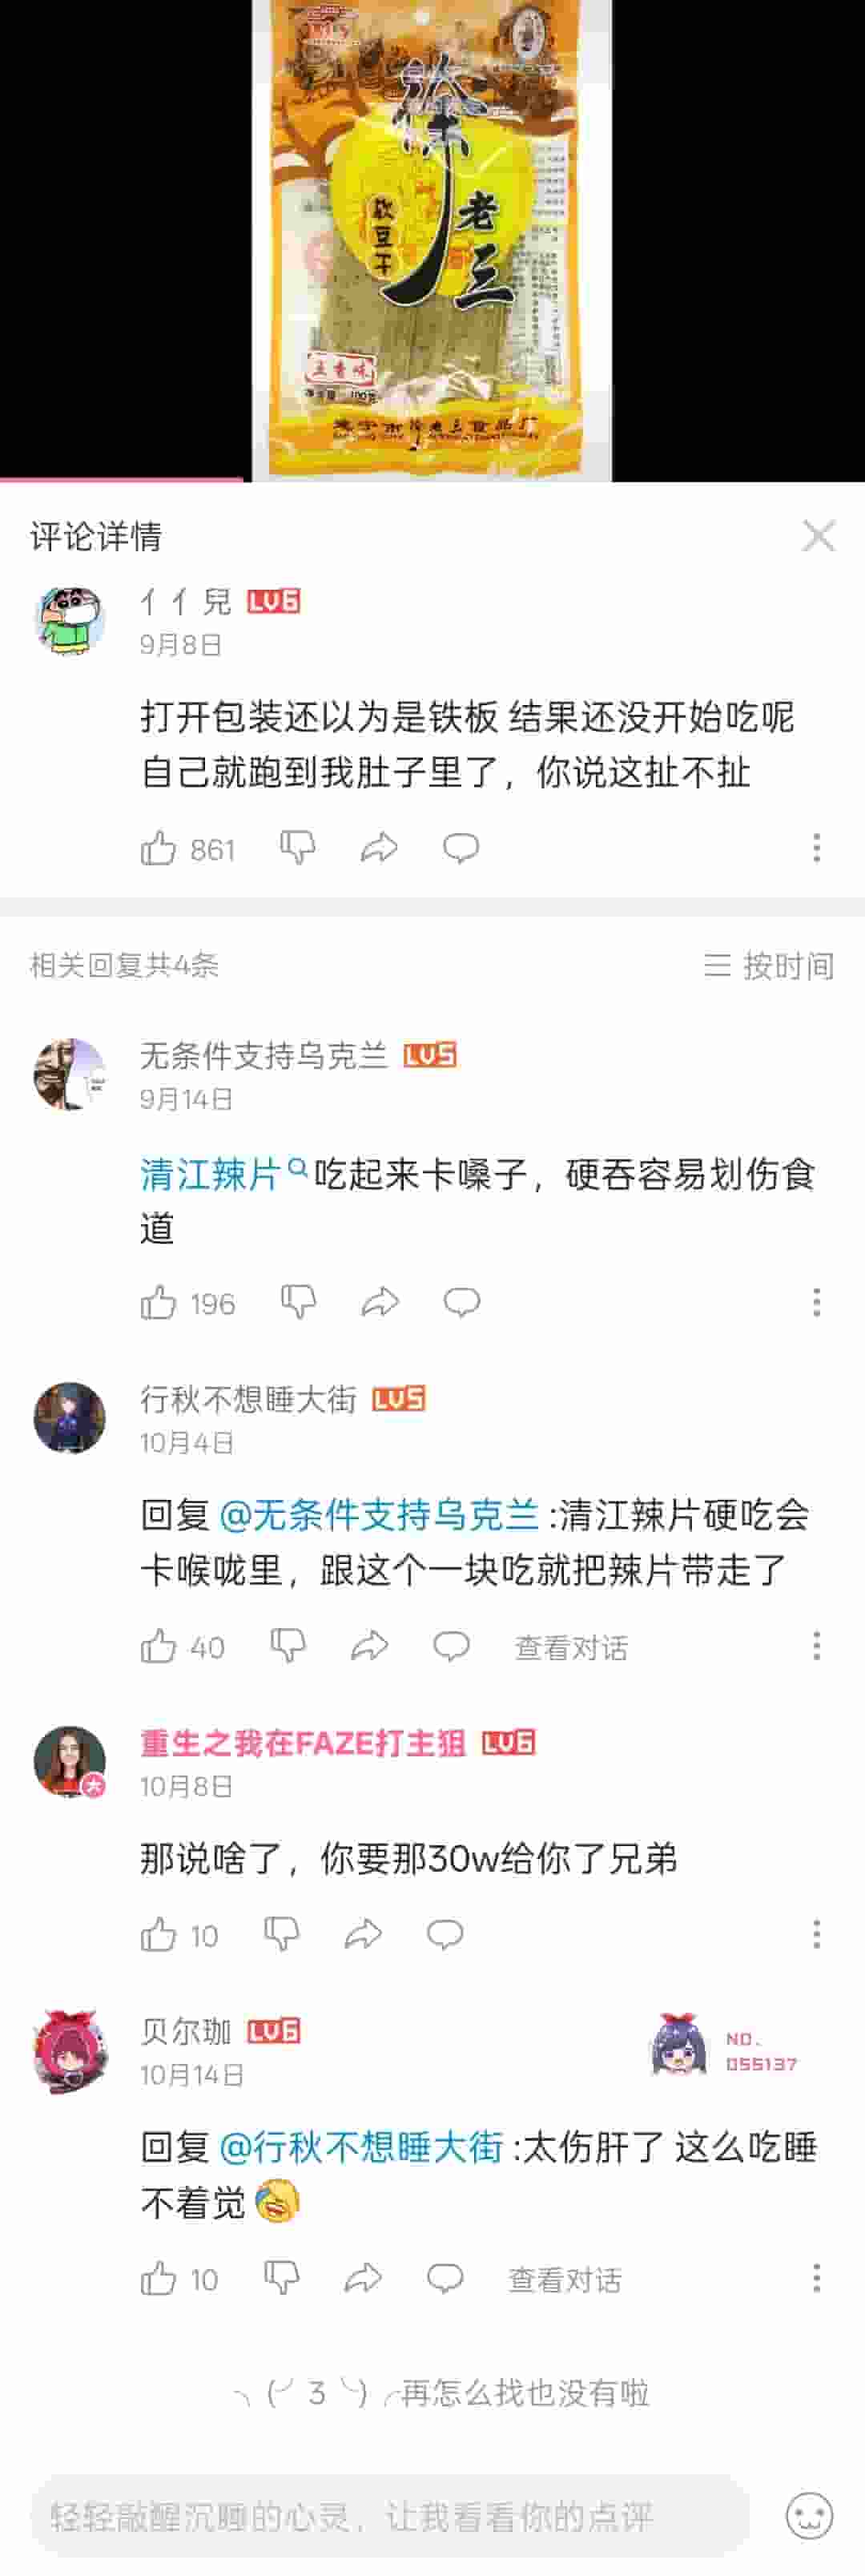 徐
老
三
软
豆
干
五香味
100克
评论详情
亻亻兒 LV6
9月8日
打开包装还以为是铁板 结果还没开始吃呢
自己就跑到我肚子里了，你说这扯不扯
861
相关回复共4条
按时间
无条件支持乌克兰 LV5
9月14日
清江辣片吃起来卡嗓子，硬吞容易划伤食
道
196
行秋不想睡大街 LV5
10月4日
回复 @无条件支持乌克兰 :清江辣片硬吃会
卡喉咙里，跟这个一块吃就把辣片带走了
40 查看对话
重生之我在FAZE打主狙 LV6
10月8日
那说啥了，你要那30w给你了兄弟
10
贝尔珈 LV6
NO.
055137
10月14日
回复 @行秋不想睡大街 :太伤肝了 这么吃睡
不着觉
10 查看对话
╮(╯3╰)╭再怎么找也没有啦
轻轻敲醒沉睡的心灵，让我看看你的点评